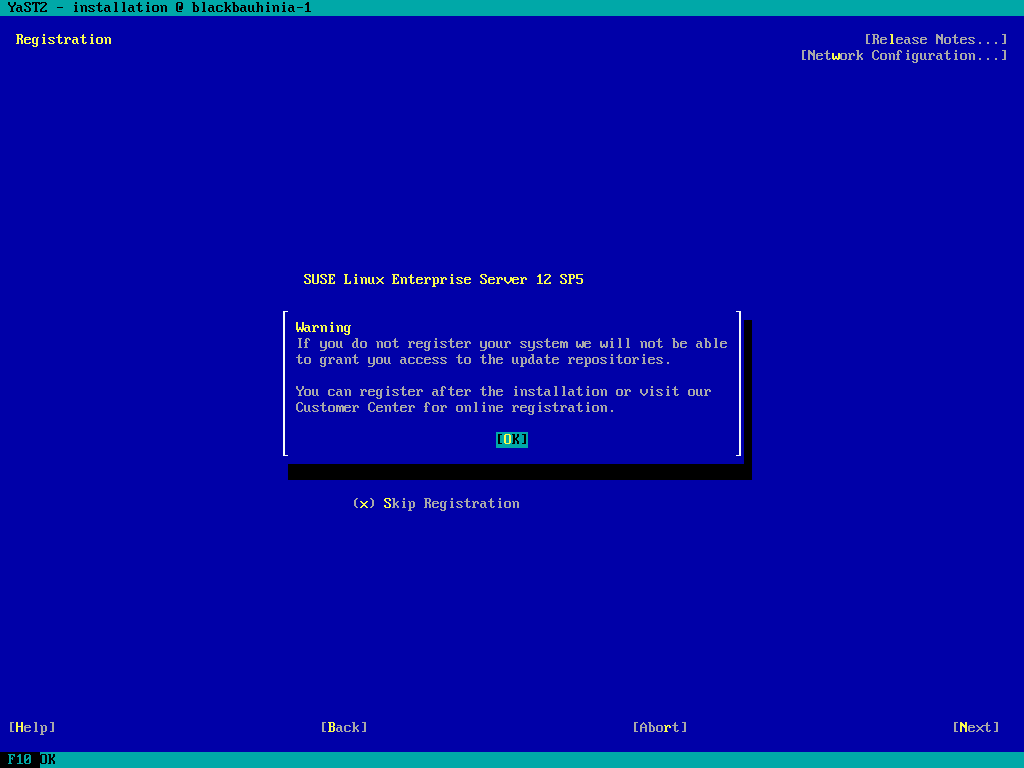 YaST2 - installation @ blackbauhinia-1
Registration
[Release Notes...]
[Network Configuration...]
SUSE Linux Enterprise Server 12 SP5
Warning
If you do not register your system we will not be able
to grant you access to the update repositories.
You can register after the installation or visit our
Customer Center for online registration.
[OK]
(x) Skip Registration
[Help] [Back] [Abort] [Next]
F10 OK